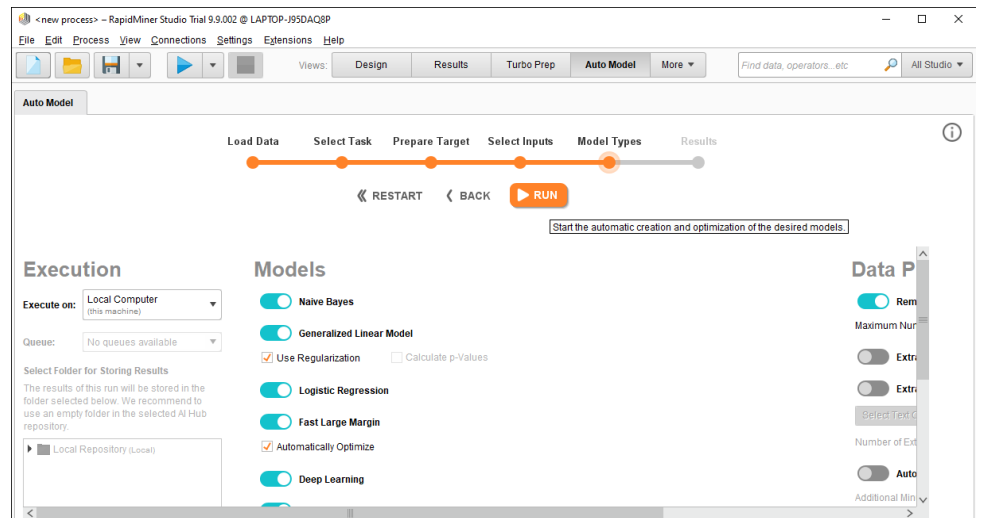 <new process> – RapidMiner Studio Trial 9.9.002 @ LAPTOP-J95DAQ8P
File Edit Process View Connections Settings Extensions Help
Views: Design Results Turbo Prep Auto Model More Find data, operators...etc All Studio
Auto Model
Load Data Select Task Prepare Target Select Inputs Model Types Results
RESTART BACK RUN
Start the automatic creation and optimization of the desired models.
Execution
Execute on: Local Computer
(this machine)
Queue: No queues available
Select Folder for Storing Results
The results of this run will be stored in the
folder selected below. We recommend to
use an empty folder in the selected AI Hub
repository.
Local Repository (Local)
Models
Naive Bayes
Generalized Linear Model
Use Regularization Calculate p-Values
Logistic Regression
Fast Large Margin
Automatically Optimize
Deep Learning
Data P
Rem
Maximum Num
Extra
Extra
Select Text C
Number of Ext
Auto
Additional Min